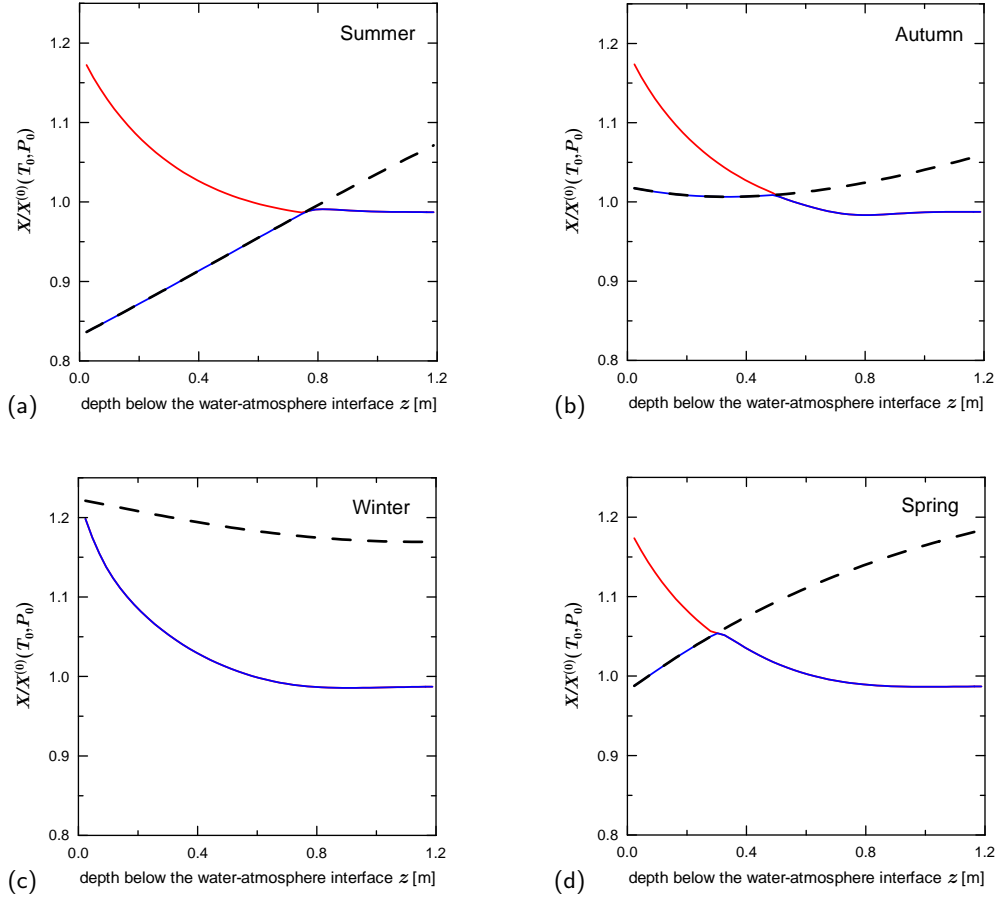 Summer
1.2
1.1
1.0
0.9
0.8
X/X⁽⁰⁾(T₀,P₀)
0.0 0.4 0.8 1.2
(a) depth below the water-atmosphere interface z [m]
Autumn
1.2
1.1
1.0
0.9
0.8
X/X⁽⁰⁾(T₀,P₀)
0.0 0.4 0.8 1.2
(b) depth below the water-atmosphere interface z [m]
Winter
1.2
1.1
1.0
0.9
0.8
X/X⁽⁰⁾(T₀,P₀)
0.0 0.4 0.8 1.2
(c) depth below the water-atmosphere interface z [m]
Spring
1.2
1.1
1.0
0.9
0.8
X/X⁽⁰⁾(T₀,P₀)
0.0 0.4 0.8 1.2
(d) depth below the water-atmosphere interface z [m]